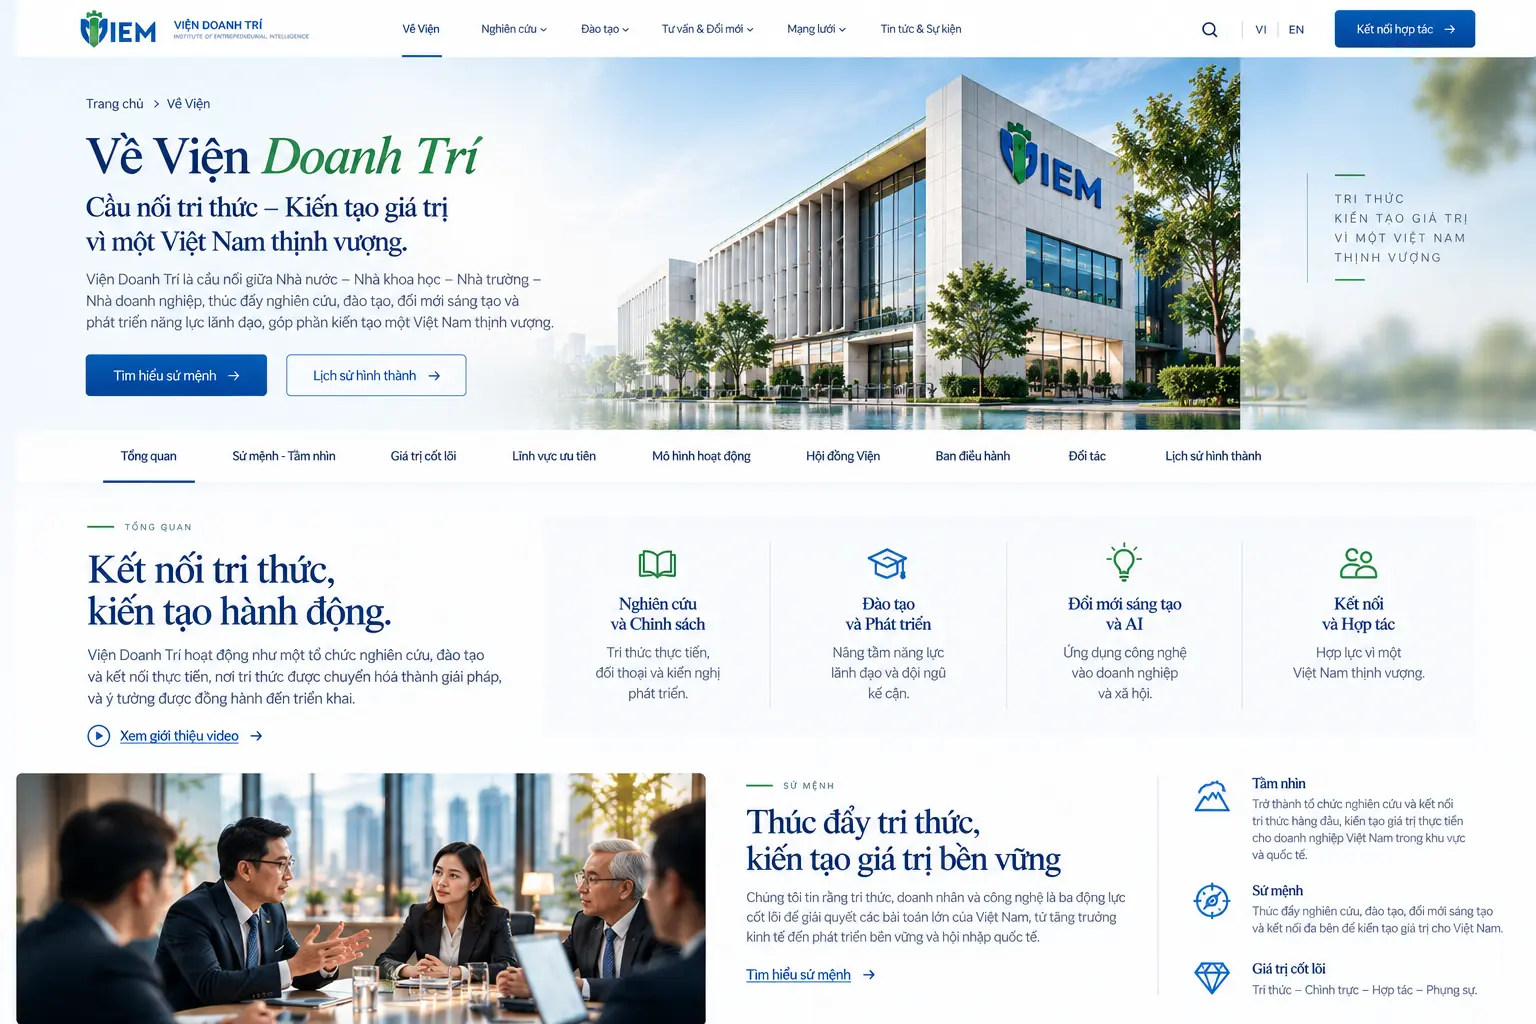 IEM
VIỆN DOANH TRÍ
INSTITUTE OF ENTREPRENEURIAL INTELLIGENCE
Về Viện
Nghiên cứu
Đào tạo
Tư vấn & Đổi mới
Mạng lưới
Tin tức & Sự kiện
VI
EN
Kết nối hợp tác
Trang chủ > Về Viện
Về Viện Doanh Trí
Cầu nối tri thức – Kiến tạo giá trị
vì một Việt Nam thịnh vượng.
Viện Doanh Trí là cầu nối giữa Nhà nước – Nhà khoa học – Nhà trường –
Nhà doanh nghiệp, thúc đẩy nghiên cứu, đào tạo, đổi mới sáng tạo và
phát triển năng lực lãnh đạo, góp phần kiến tạo một Việt Nam thịnh vượng.
Tìm hiểu sứ mệnh
Lịch sử hình thành
IEM
TRI THỨC
KIẾN TẠO GIÁ TRỊ
VÌ MỘT VIỆT NAM
THỊNH VƯỢNG
Tổng quan
Sứ mệnh - Tầm nhìn
Giá trị cốt lõi
Lĩnh vực ưu tiên
Mô hình hoạt động
Hội đồng Viện
Ban điều hành
Đối tác
Lịch sử hình thành
TỔNG QUAN
Kết nối tri thức,
kiến tạo hành động.
Viện Doanh Trí hoạt động như một tổ chức nghiên cứu, đào tạo
và kết nối thực tiễn, nơi tri thức được chuyển hoá thành giải pháp,
và ý tưởng được đồng hành đến triển khai.
Xem giới thiệu video
Nghiên cứu
và Chinh sách
Tri thức thực tiễn,
đối thoại và kiến nghị
phát triển.
Đào tạo
và Phát triển
Nâng tầm năng lực
lãnh đạo và dội ngũ
kế cận.
Đổi mới sáng tạo
và AI
Ứng dụng công nghệ
vào doanh nghiệp
và xã hội.
Kết nối
và Hợp tác
Hợp lực vì một
Việt Nam thịnh vượng.
SỨ MỆNH
Thúc đẩy tri thức,
kiến tạo giá trị bền vững
Chúng tôi tin rằng tri thức, doanh nhân và công nghệ là ba động lực
cốt lõi để giải quyết các bài toán lớn của Việt Nam, từ tăng trưởng
kinh tế đến phát triển bền vững và hội nhập quốc tế.
Tìm hiểu sứ mệnh
Tầm nhìn
Trở thành tổ chức nghiên cứu và kết nối
tri thức hàng đầu, kiến tạo giá trị thực tiễn
cho doanh nghiệp Việt Nam trong khu vực
và quốc tế.
Sứ mệnh
Thúc đẩy nghiên cứu, đào tạo, đổi mới sáng tạo
và kết nối đa bên để kiến tạo giá trị cho Việt Nam.
Giá trị cốt lõi
Trí thức – Chính trực – Hợp tác – Phụng sự.